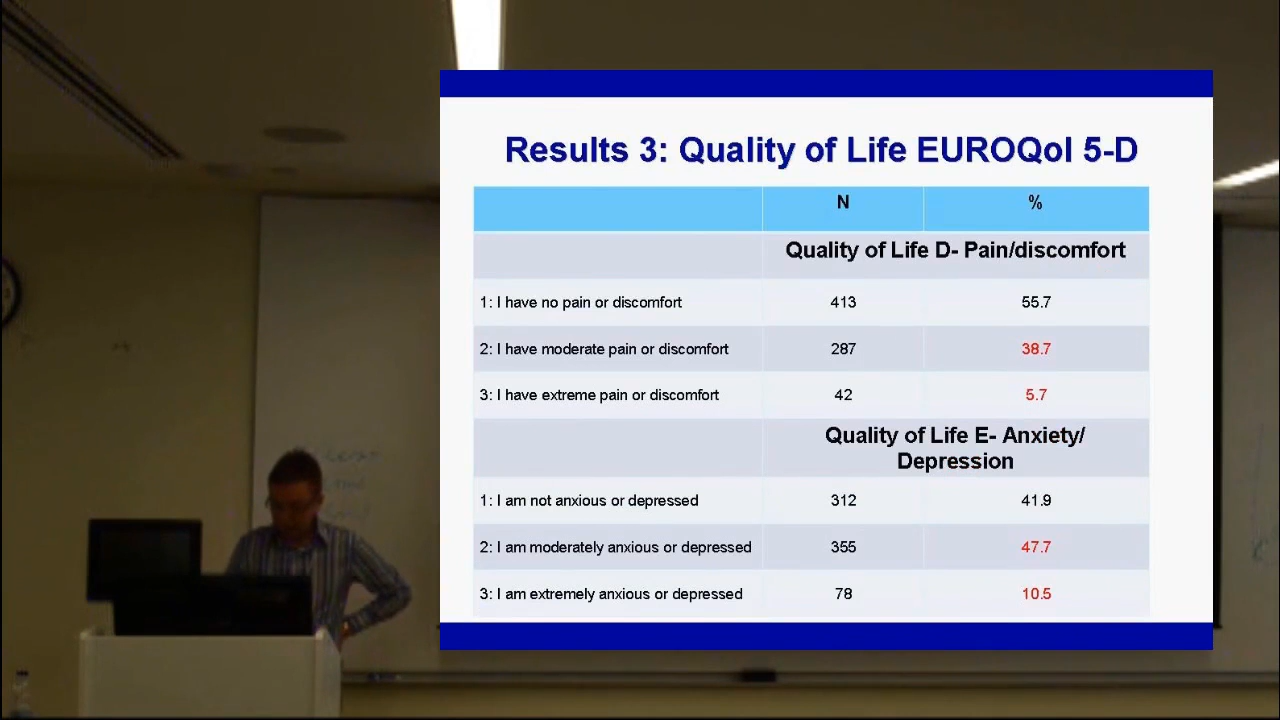 Results 3: Quality of Life EUROQol 5-D
N %
Quality of Life D- Pain/discomfort
1: I have no pain or discomfort 413 55.7
2: I have moderate pain or discomfort 287 38.7
3: I have extreme pain or discomfort 42 5.7
Quality of Life E- Anxiety/
Depression
1: I am not anxious or depressed 312 41.9
2: I am moderately anxious or depressed 355 47.7
3: I am extremely anxious or depressed 78 10.5